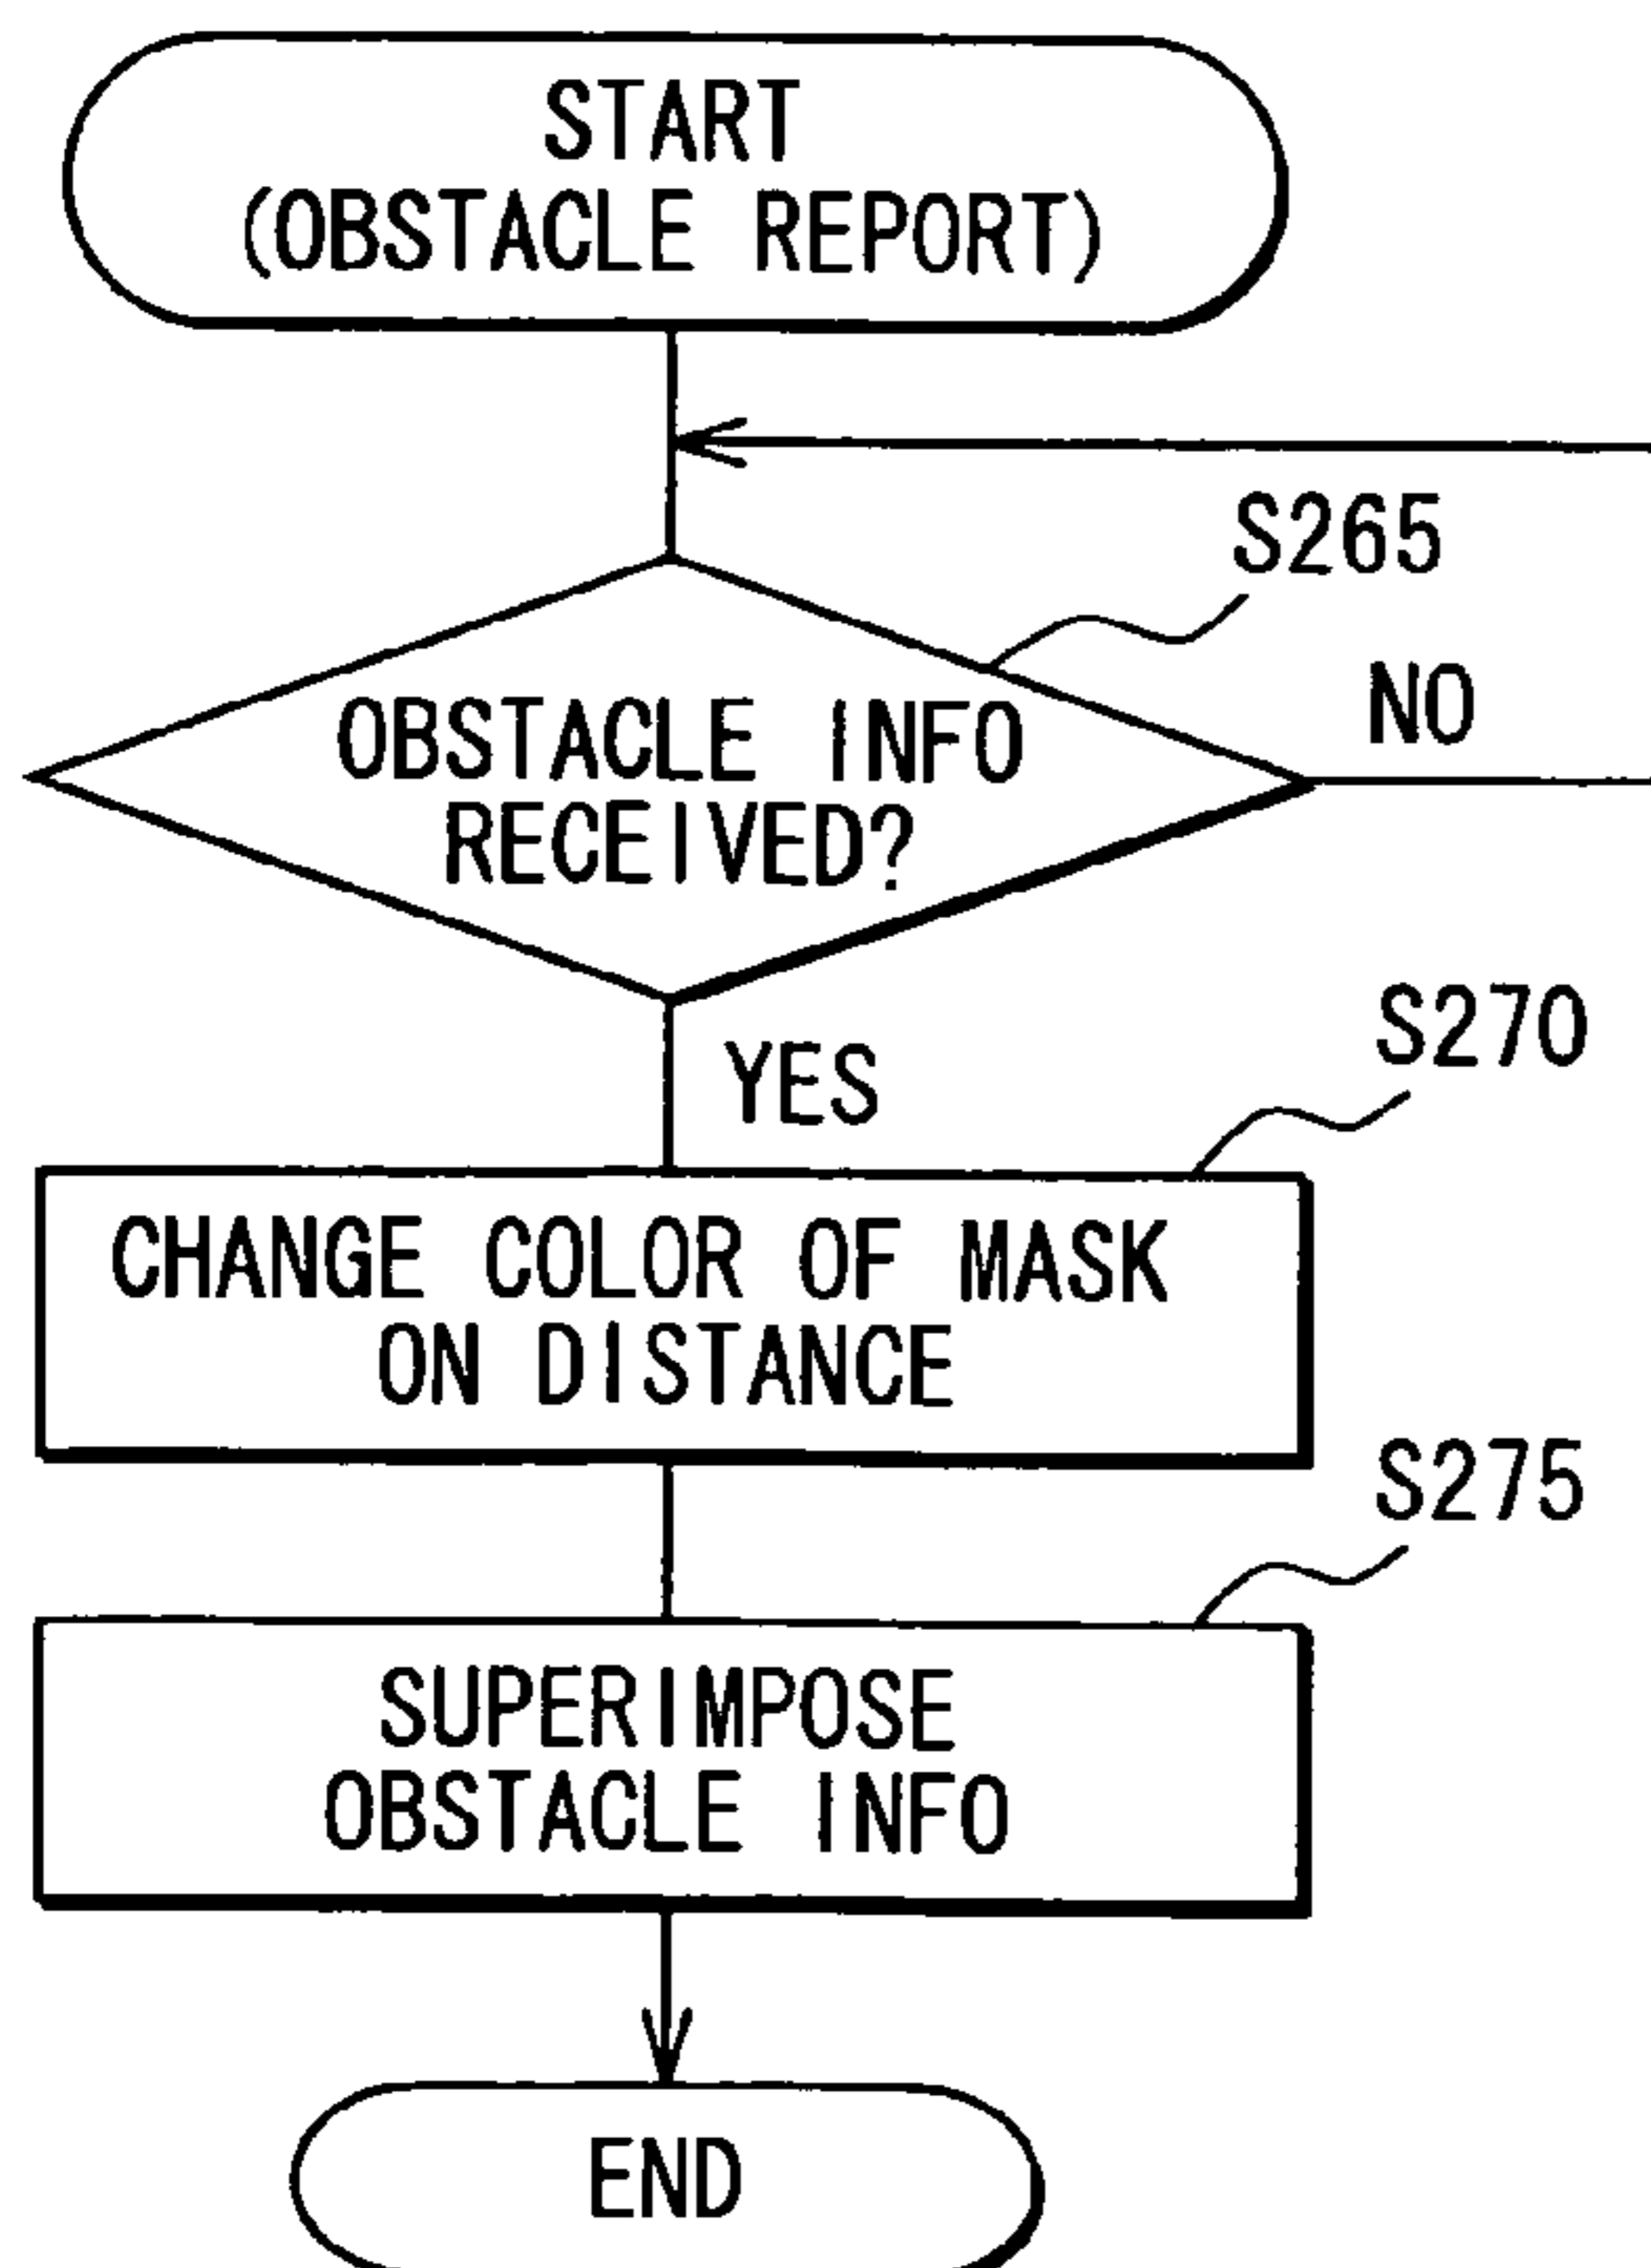 START
(OBSTACLE REPORT)
S265
OBSTACLE INFO
RECEIVED?
NO
YES
S270
CHANGE COLOR OF MASK
ON DISTANCE
S275
SUPERIMPOSE
OBSTACLE INFO
END